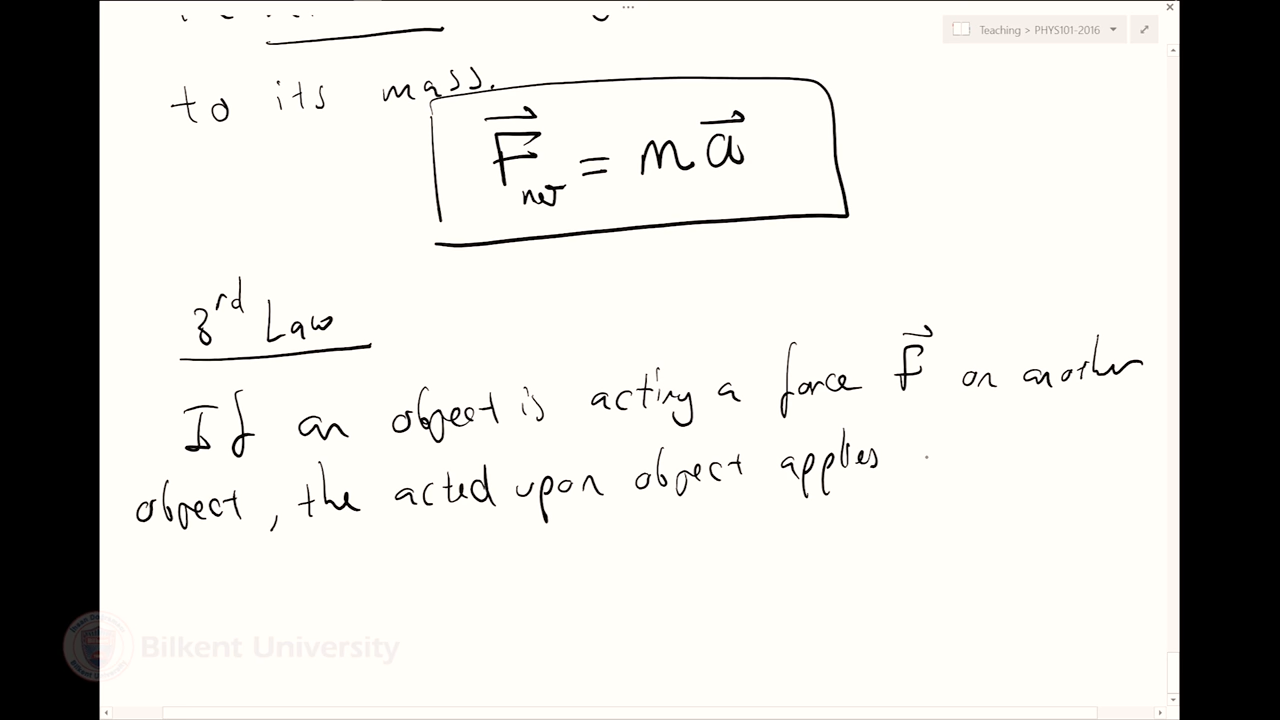 Teaching > PHYS101-2016
to its mass.
F⃗net = ma⃗
3rd Law
If an object is acting a force F⃗ on another
object, the acted upon object applies
Bilkent University